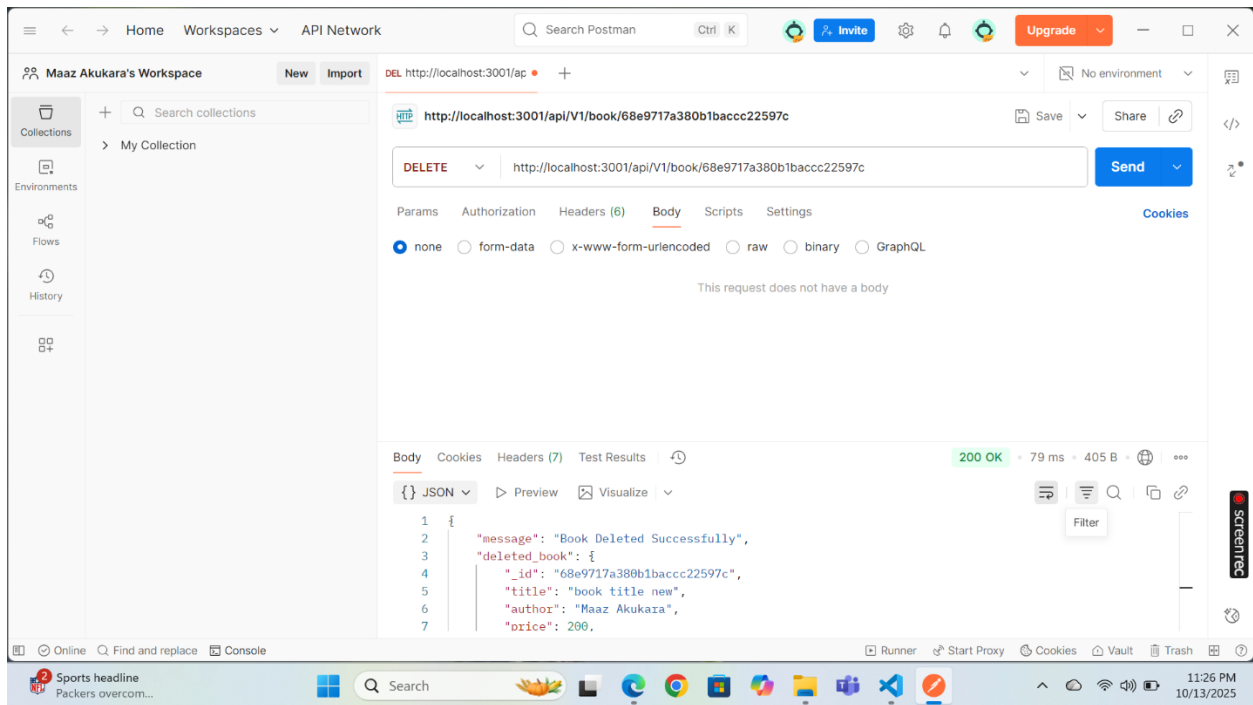 Home Workspaces API Network Search Postman Ctrl K Invite Upgrade
Maaz Akukara's Workspace New Import DEL http://localhost:3001/ap No environment
Collections
Search collections
My Collection
Environments
Flows
History
http://localhost:3001/api/V1/book/68e9717a380b1baccc22597c Save Share
DELETE http://localhost:3001/api/V1/book/68e9717a380b1baccc22597c Send
Params Authorization Headers (6) Body Scripts Settings Cookies
none form-data x-www-form-urlencoded raw binary GraphQL
This request does not have a body
Body Cookies Headers (7) Test Results 200 OK 79 ms 405 B
{} JSON Preview Visualize
Filter
1 {
2 "message": "Book Deleted Successfully",
3 "deleted_book": {
4 "_id": "68e9717a380b1baccc22597c",
5 "title": "book title new",
6 "author": "Maaz Akukara",
7 "price": 200,
screenrec
Online Find and replace Console Runner Start Proxy Cookies Vault Trash
2 NFL Sports headline
Packers overcom...
Search
11:26 PM
10/13/2025